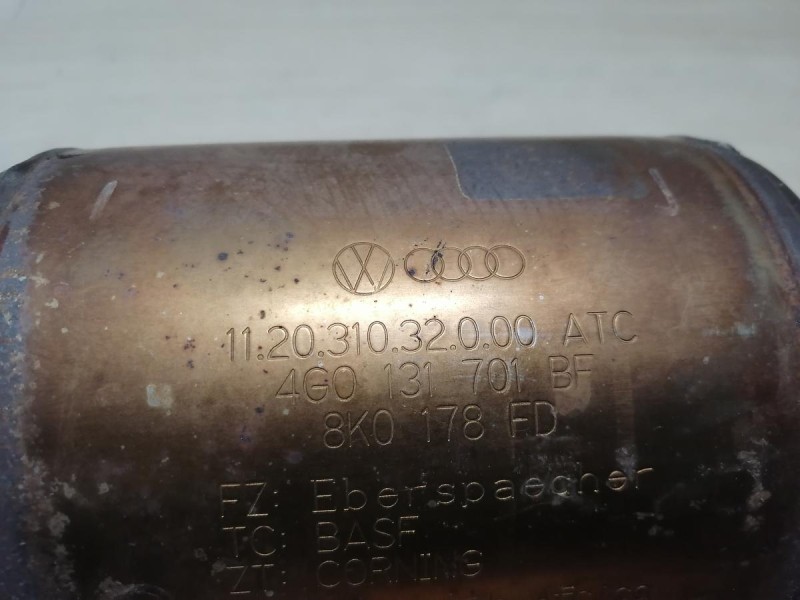 11.20.310.32.0.00 ATC
4G0 131 701 BF
8K0 178 FD
FZ: Eberspaecher
TC: BASF
ZT: CORNING